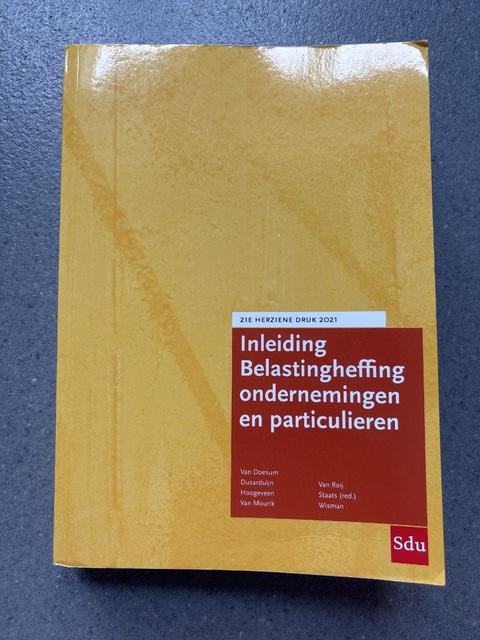 21E HERZIENE DRUK 2021
Inleiding
Belastingheffing
ondernemingen
en particulieren
Van Doesum
Dusarduijn
Hoogeveen
Van Mourik
Van Roij
Staats (red.)
Wisman
Sdu